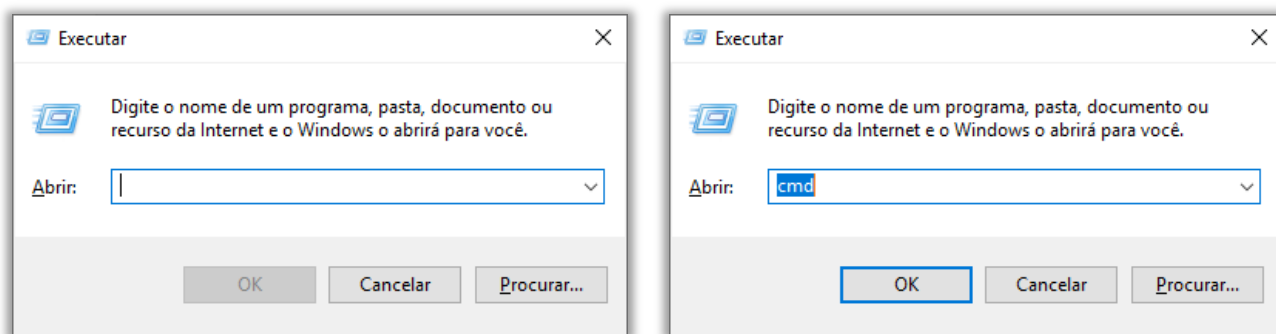 Executar
Digite o nome de um programa, pasta, documento ou
recurso da Internet e o Windows o abrirá para você.
Abrir:
OK Cancelar Procurar...
Executar
Digite o nome de um programa, pasta, documento ou
recurso da Internet e o Windows o abrirá para você.
Abrir: cmd
OK Cancelar Procurar...